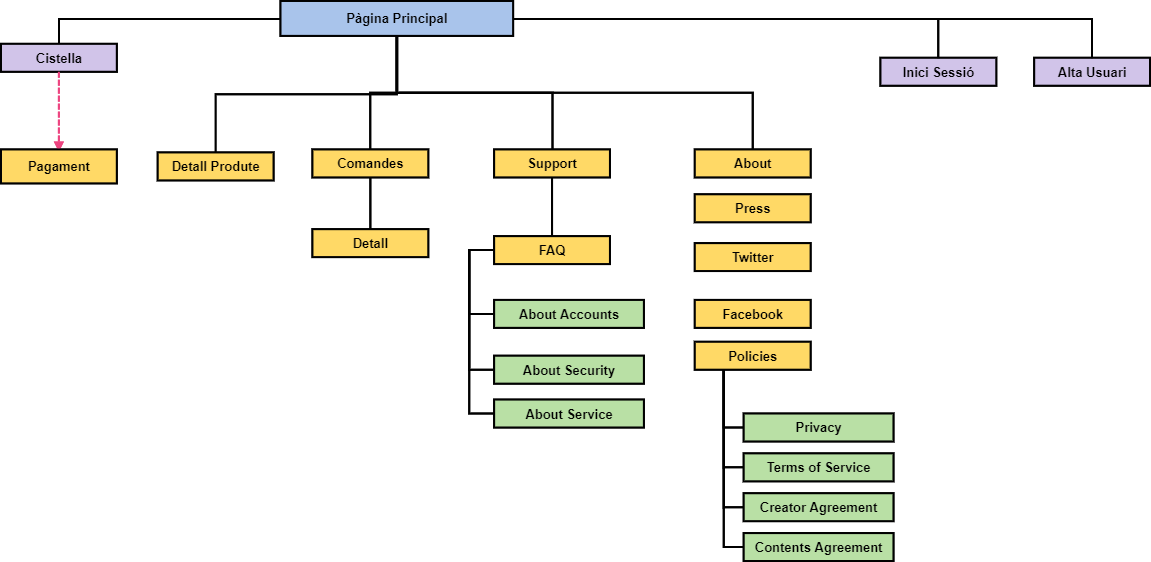 Pàgina Principal
Cistella
Inici Sessió
Alta Usuari
Pagament
Detall Produte
Comandes
Support
About
Press
Detall
FAQ
Twitter
About Accounts
Facebook
Policies
About Security
About Service
Privacy
Terms of Service
Creator Agreement
Contents Agreement